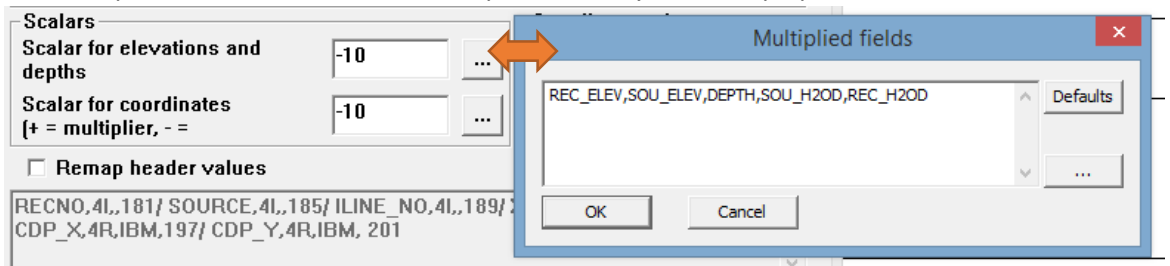 Scalars
Scalar for elevations and
depths
-10
...
Scalar for coordinates
(+ = multiplier, - =
-10
...
Remap header values
RECNO,4I,,181/ SOURCE,4I,,185/ ILINE_NO,4I,,189/
CDP_X,4R,IBM,197/ CDP_Y,4R,IBM, 201
Multiplied fields
REC_ELEV,SOU_ELEV,DEPTH,SOU_H2OD,REC_H2OD
Defaults
...
OK
Cancel